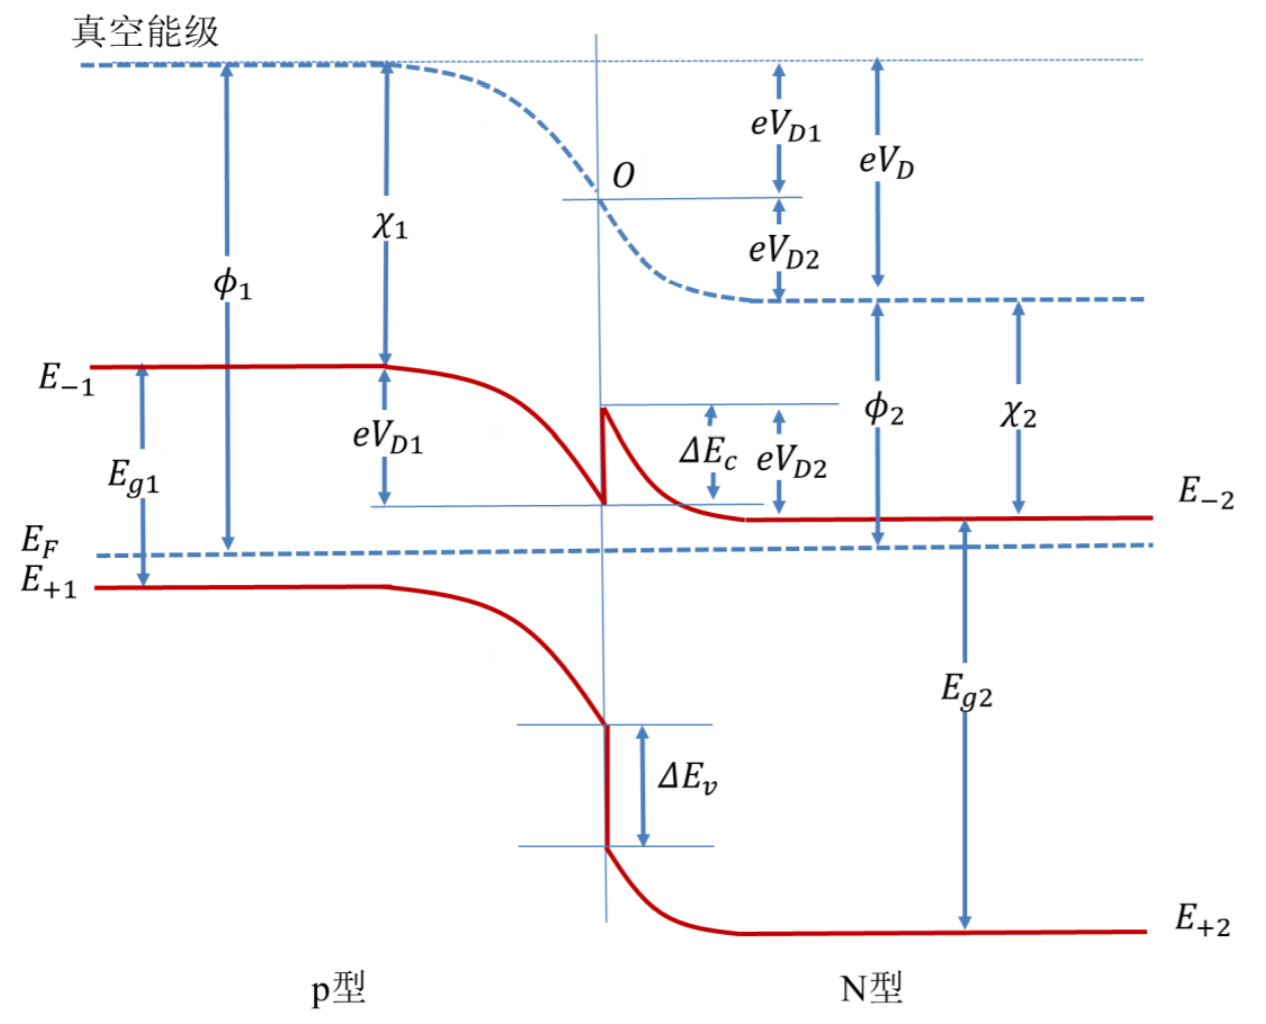 真空能级
eV_{D1}
eV_D
O
χ_1
eV_{D2}
ϕ_1
E_{-1}
ϕ_2
χ_2
eV_{D1}
ΔE_c
eV_{D2}
E_{g1}
E_{-2}
E_F
E_{+1}
E_{g2}
ΔE_v
E_{+2}
p型
N型